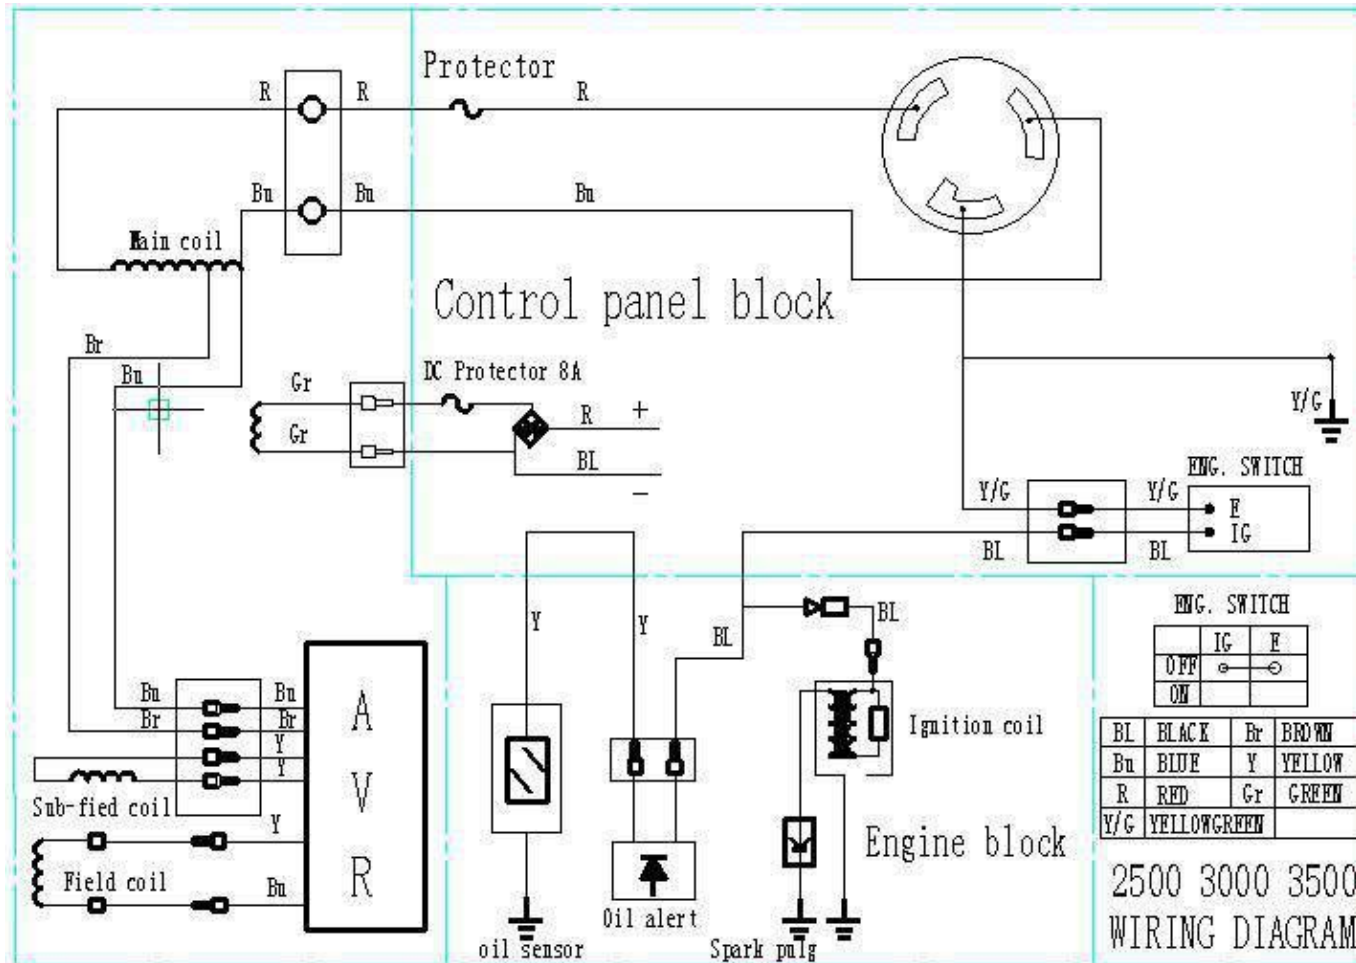 Protector
R R R
Bu Bu Bu
Main coil
Control panel block
Br
Bu
Gr
Gr
DC Protector 8A
R +
BL
-
Y/G
ENG. SWITCH
Y/G Y/G E
BL BL IG
Y Y BL
BL
A
V
R
Bu Bu
Br Br
Y
Y
Sub-fied coil
Y
Field coil
Bu
oil sensor
Oil alert
Ignition coil
Engine block
Spark pulg
ENG. SWITCH
IG E
OFF
ON
BL BLACK Br BROWN
Bu BLUE Y YELLOW
R RED Gr GREEN
Y/G YELLOWGREEN
2500 3000 3500
WIRING DIAGRAM